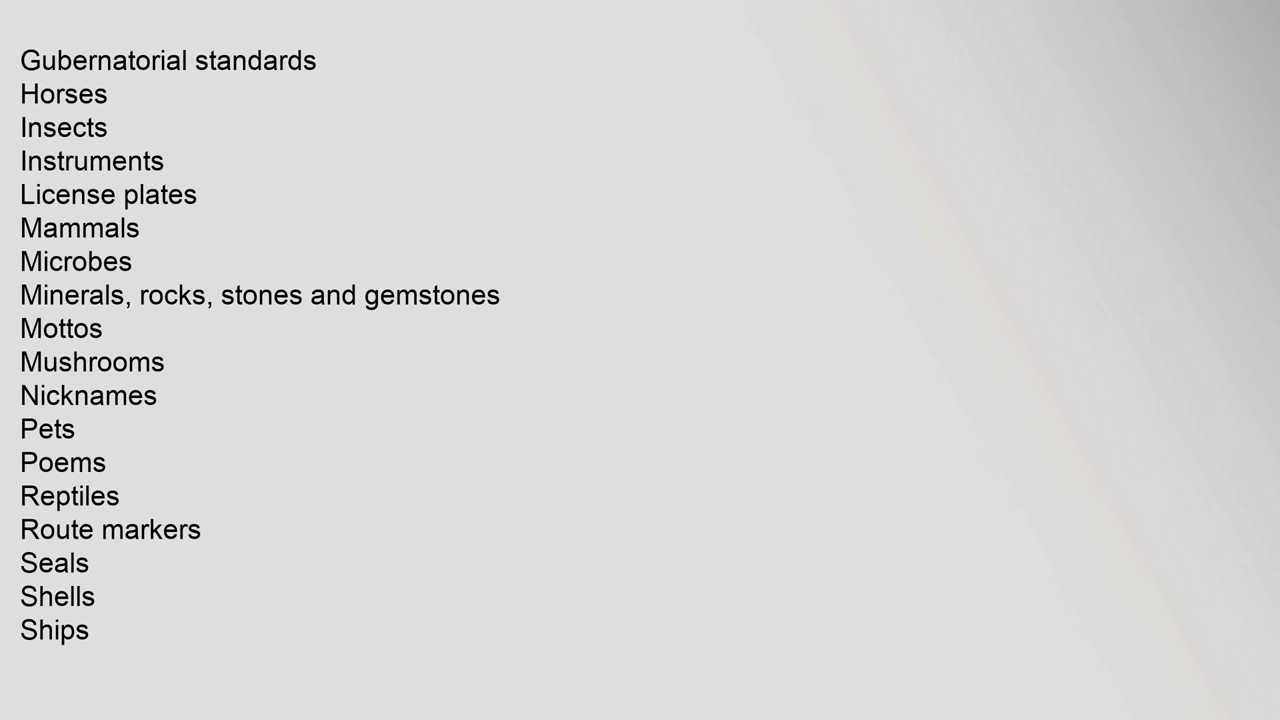 Gubernatorial standards
Horses
Insects
Instruments
License plates
Mammals
Microbes
Minerals, rocks, stones and gemstones
Mottos
Mushrooms
Nicknames
Pets
Poems
Reptiles
Route markers
Seals
Shells
Ships